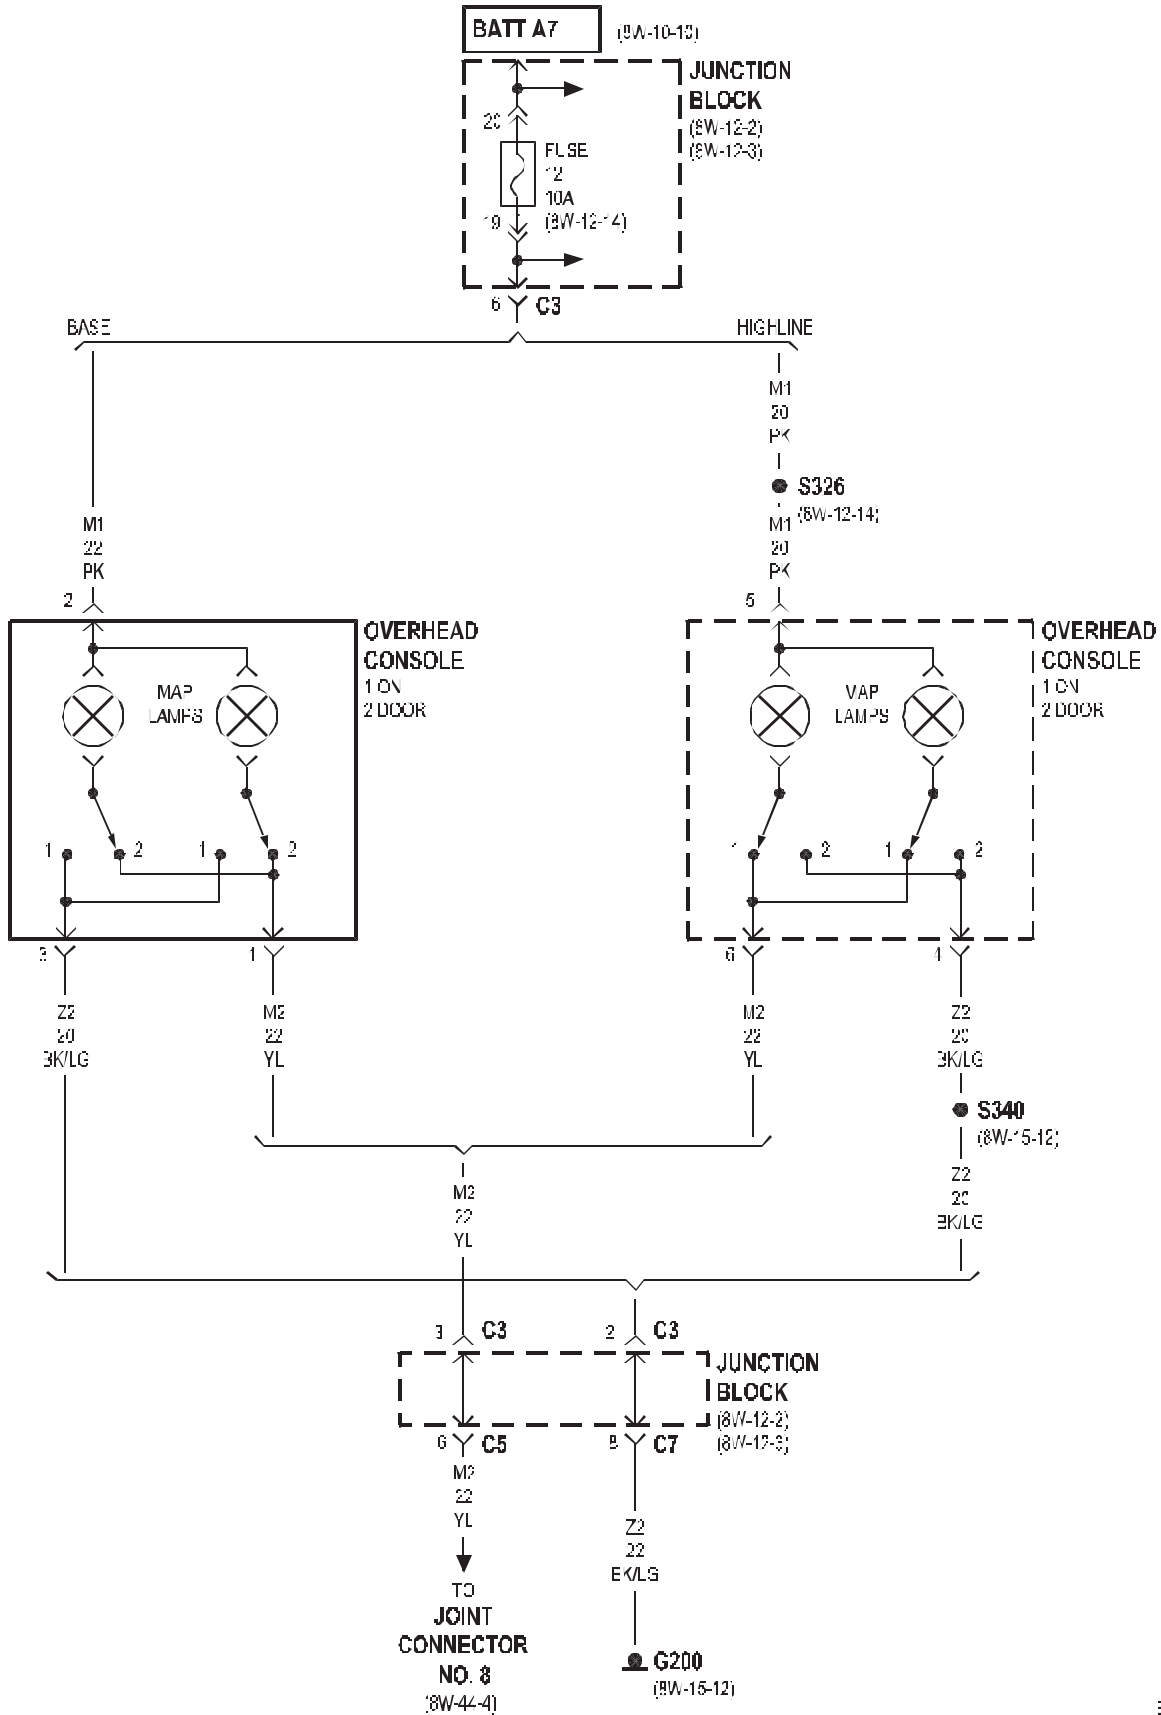 BATT A7
(8W-10-10)
JUNCTION
BLOCK
(8W-12-2)
(8W-12-3)
20
FUSE
12
10A
(8W-12-14)
19
6
C3
BASE
HIGHLINE
M1
20
PK
S326
(8W-12-14)
M1
22
PK
M1
20
PK
2
5
OVERHEAD
CONSOLE
1 ON
2 DOOR
MAP
LAMPS
OVERHEAD
CONSOLE
1 ON
2 DOOR
MAP
LAMPS
1
2
1
2
1
2
1
2
3
1
6
4
Z2
20
BK/LG
M2
22
YL
M2
22
YL
Z2
20
BK/LG
S340
(8W-15-12)
M2
22
YL
Z2
20
BK/LG
3
C3
2
C3
JUNCTION
BLOCK
(8W-12-2)
(8W-12-3)
6
C5
8
C7
M2
22
YL
Z2
22
BK/LG
TO
JOINT
CONNECTOR
NO. 8
(8W-44-4)
G200
(8W-15-12)